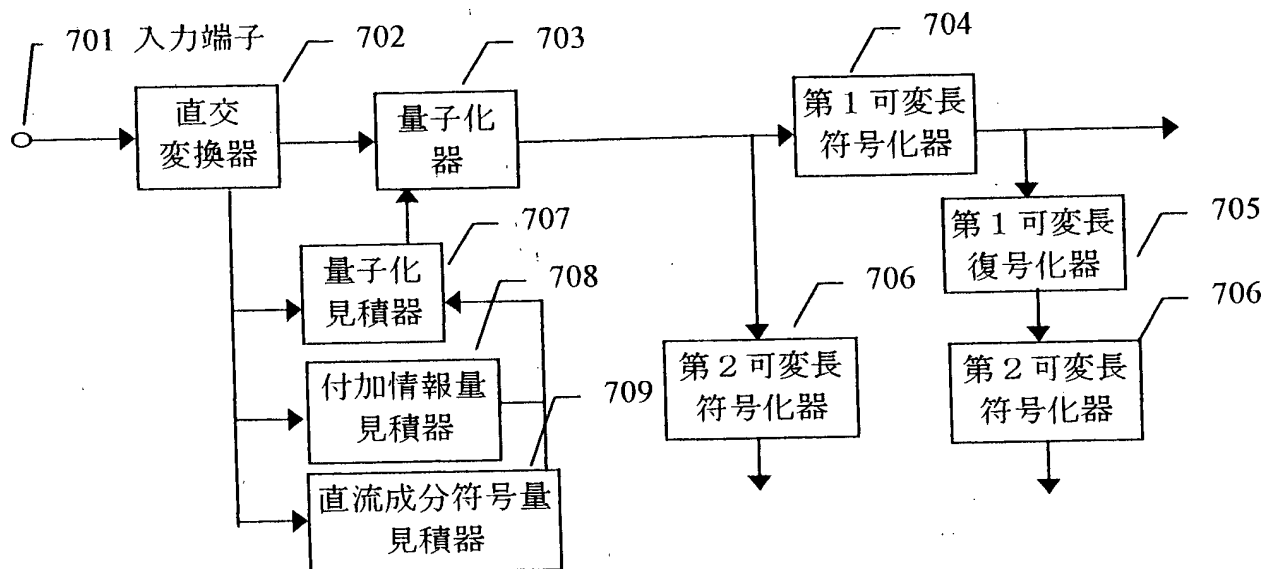 701 入力端子
702
703
704
直交
変換器
量子化
器
第1可変長
符号化器
707
第1可変長
復号化器
705
量子化
見積器
708
706
706
付加情報量
見積器
709
第2可変長
符号化器
第2可変長
符号化器
直流成分符号量
見積器